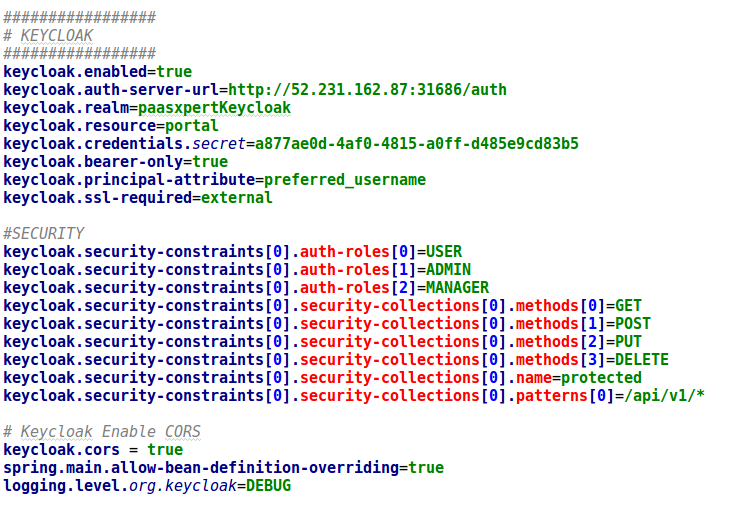 #################
# KEYCLOAK
#################
keycloak.enabled=true
keycloak.auth-server-url=http://52.231.162.87:31686/auth
keycloak.realm=paasxpertKeycloak
keycloak.resource=portal
keycloak.credentials.secret=a877ae0d-4af0-4815-a0ff-d485e9cd83b5
keycloak.bearer-only=true
keycloak.principal-attribute=preferred_username
keycloak.ssl-required=external
#SECURITY
keycloak.security-constraints[0].auth-roles[0]=USER
keycloak.security-constraints[0].auth-roles[1]=ADMIN
keycloak.security-constraints[0].auth-roles[2]=MANAGER
keycloak.security-constraints[0].security-collections[0].methods[0]=GET
keycloak.security-constraints[0].security-collections[0].methods[1]=POST
keycloak.security-constraints[0].security-collections[0].methods[2]=PUT
keycloak.security-constraints[0].security-collections[0].methods[3]=DELETE
keycloak.security-constraints[0].security-collections[0].name=protected
keycloak.security-constraints[0].security-collections[0].patterns[0]=/api/v1/*
# Keycloak Enable CORS
keycloak.cors = true
spring.main.allow-bean-definition-overriding=true
logging.level.org.keycloak=DEBUG